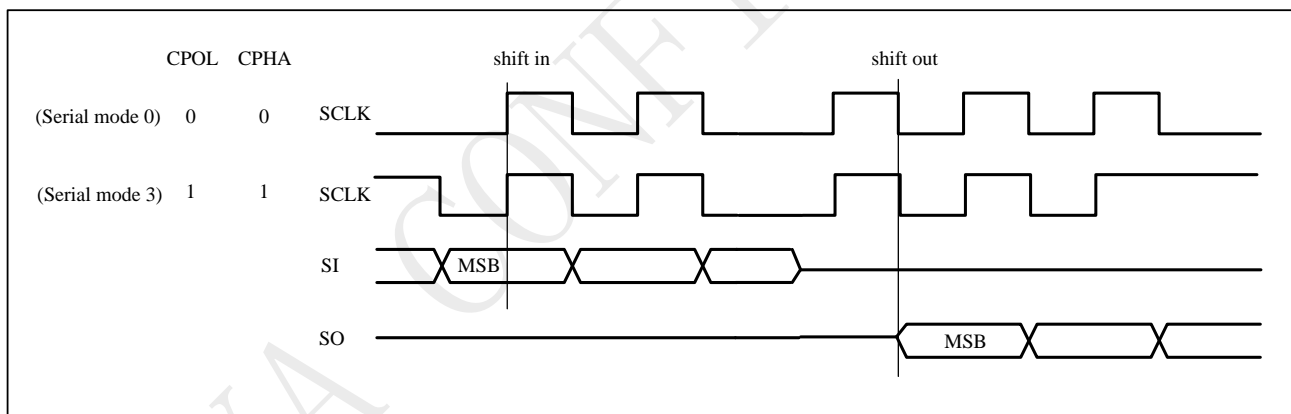 CPOL CPHA shift in shift out
(Serial mode 0) 0 0 SCLK
(Serial mode 3) 1 1 SCLK
SI MSB
SO MSB